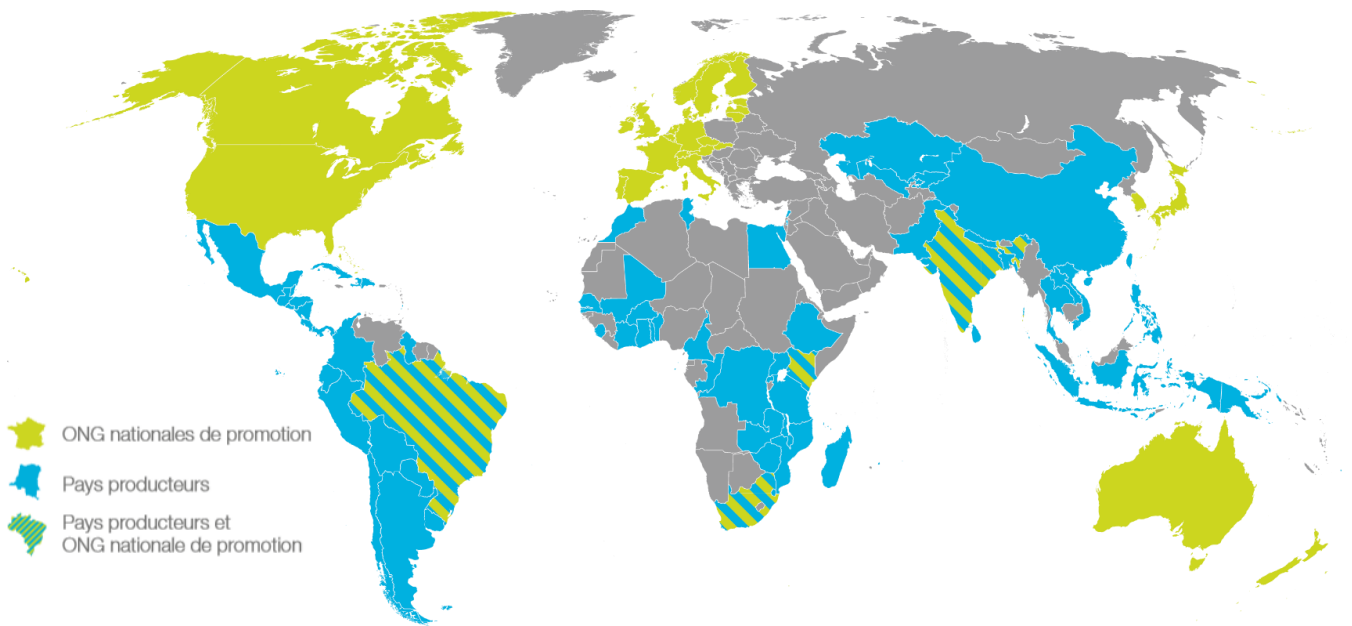 ONG nationales de promotion
Pays producteurs
Pays producteurs et
ONG nationale de promotion